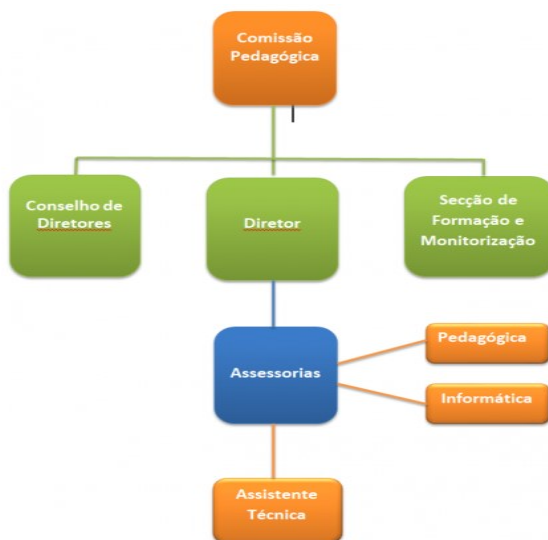 Comissão
Pedagógica
Conselho de
Diretores
Diretor
Secção de
Formação e
Monitorização
Assessorias
Pedagógica
Informática
Assistente
Técnica